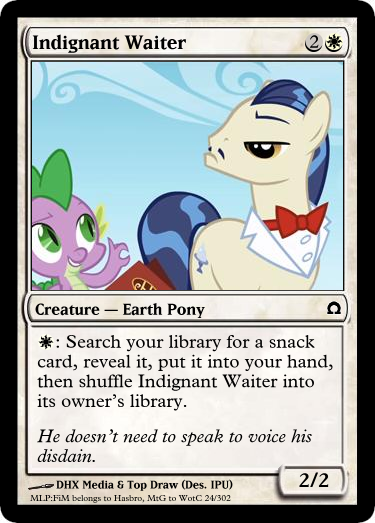 Indignant Waiter 2
Creature — Earth Pony Ω
: Search your library for a snack
card, reveal it, put it into your hand,
then shuffle Indignant Waiter into
its owner's library.
He doesn't need to speak to voice his
disdain.
DHX Media & Top Draw (Des. IPU)
MLP:FiM belongs to Hasbro, MtG to WotC 24/302
2/2